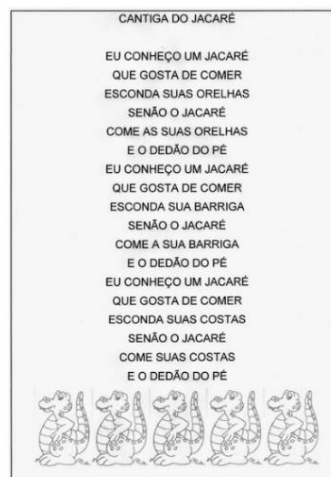 CANTIGA DO JACARÉ
EU CONHEÇO UM JACARÉ
QUE GOSTA DE COMER
ESCONDA SUAS ORELHAS
SENÃO O JACARÉ
COME AS SUAS ORELHAS
E O DEDÃO DO PÉ
EU CONHEÇO UM JACARÉ
QUE GOSTA DE COMER
ESCONDA SUA BARRIGA
SENÃO O JACARÉ
COME A SUA BARRIGA
E O DEDÃO DO PÉ
EU CONHEÇO UM JACARÉ
QUE GOSTA DE COMER
ESCONDA SUAS COSTAS
SENÃO O JACARÉ
COME SUAS COSTAS
E O DEDÃO DO PÉ